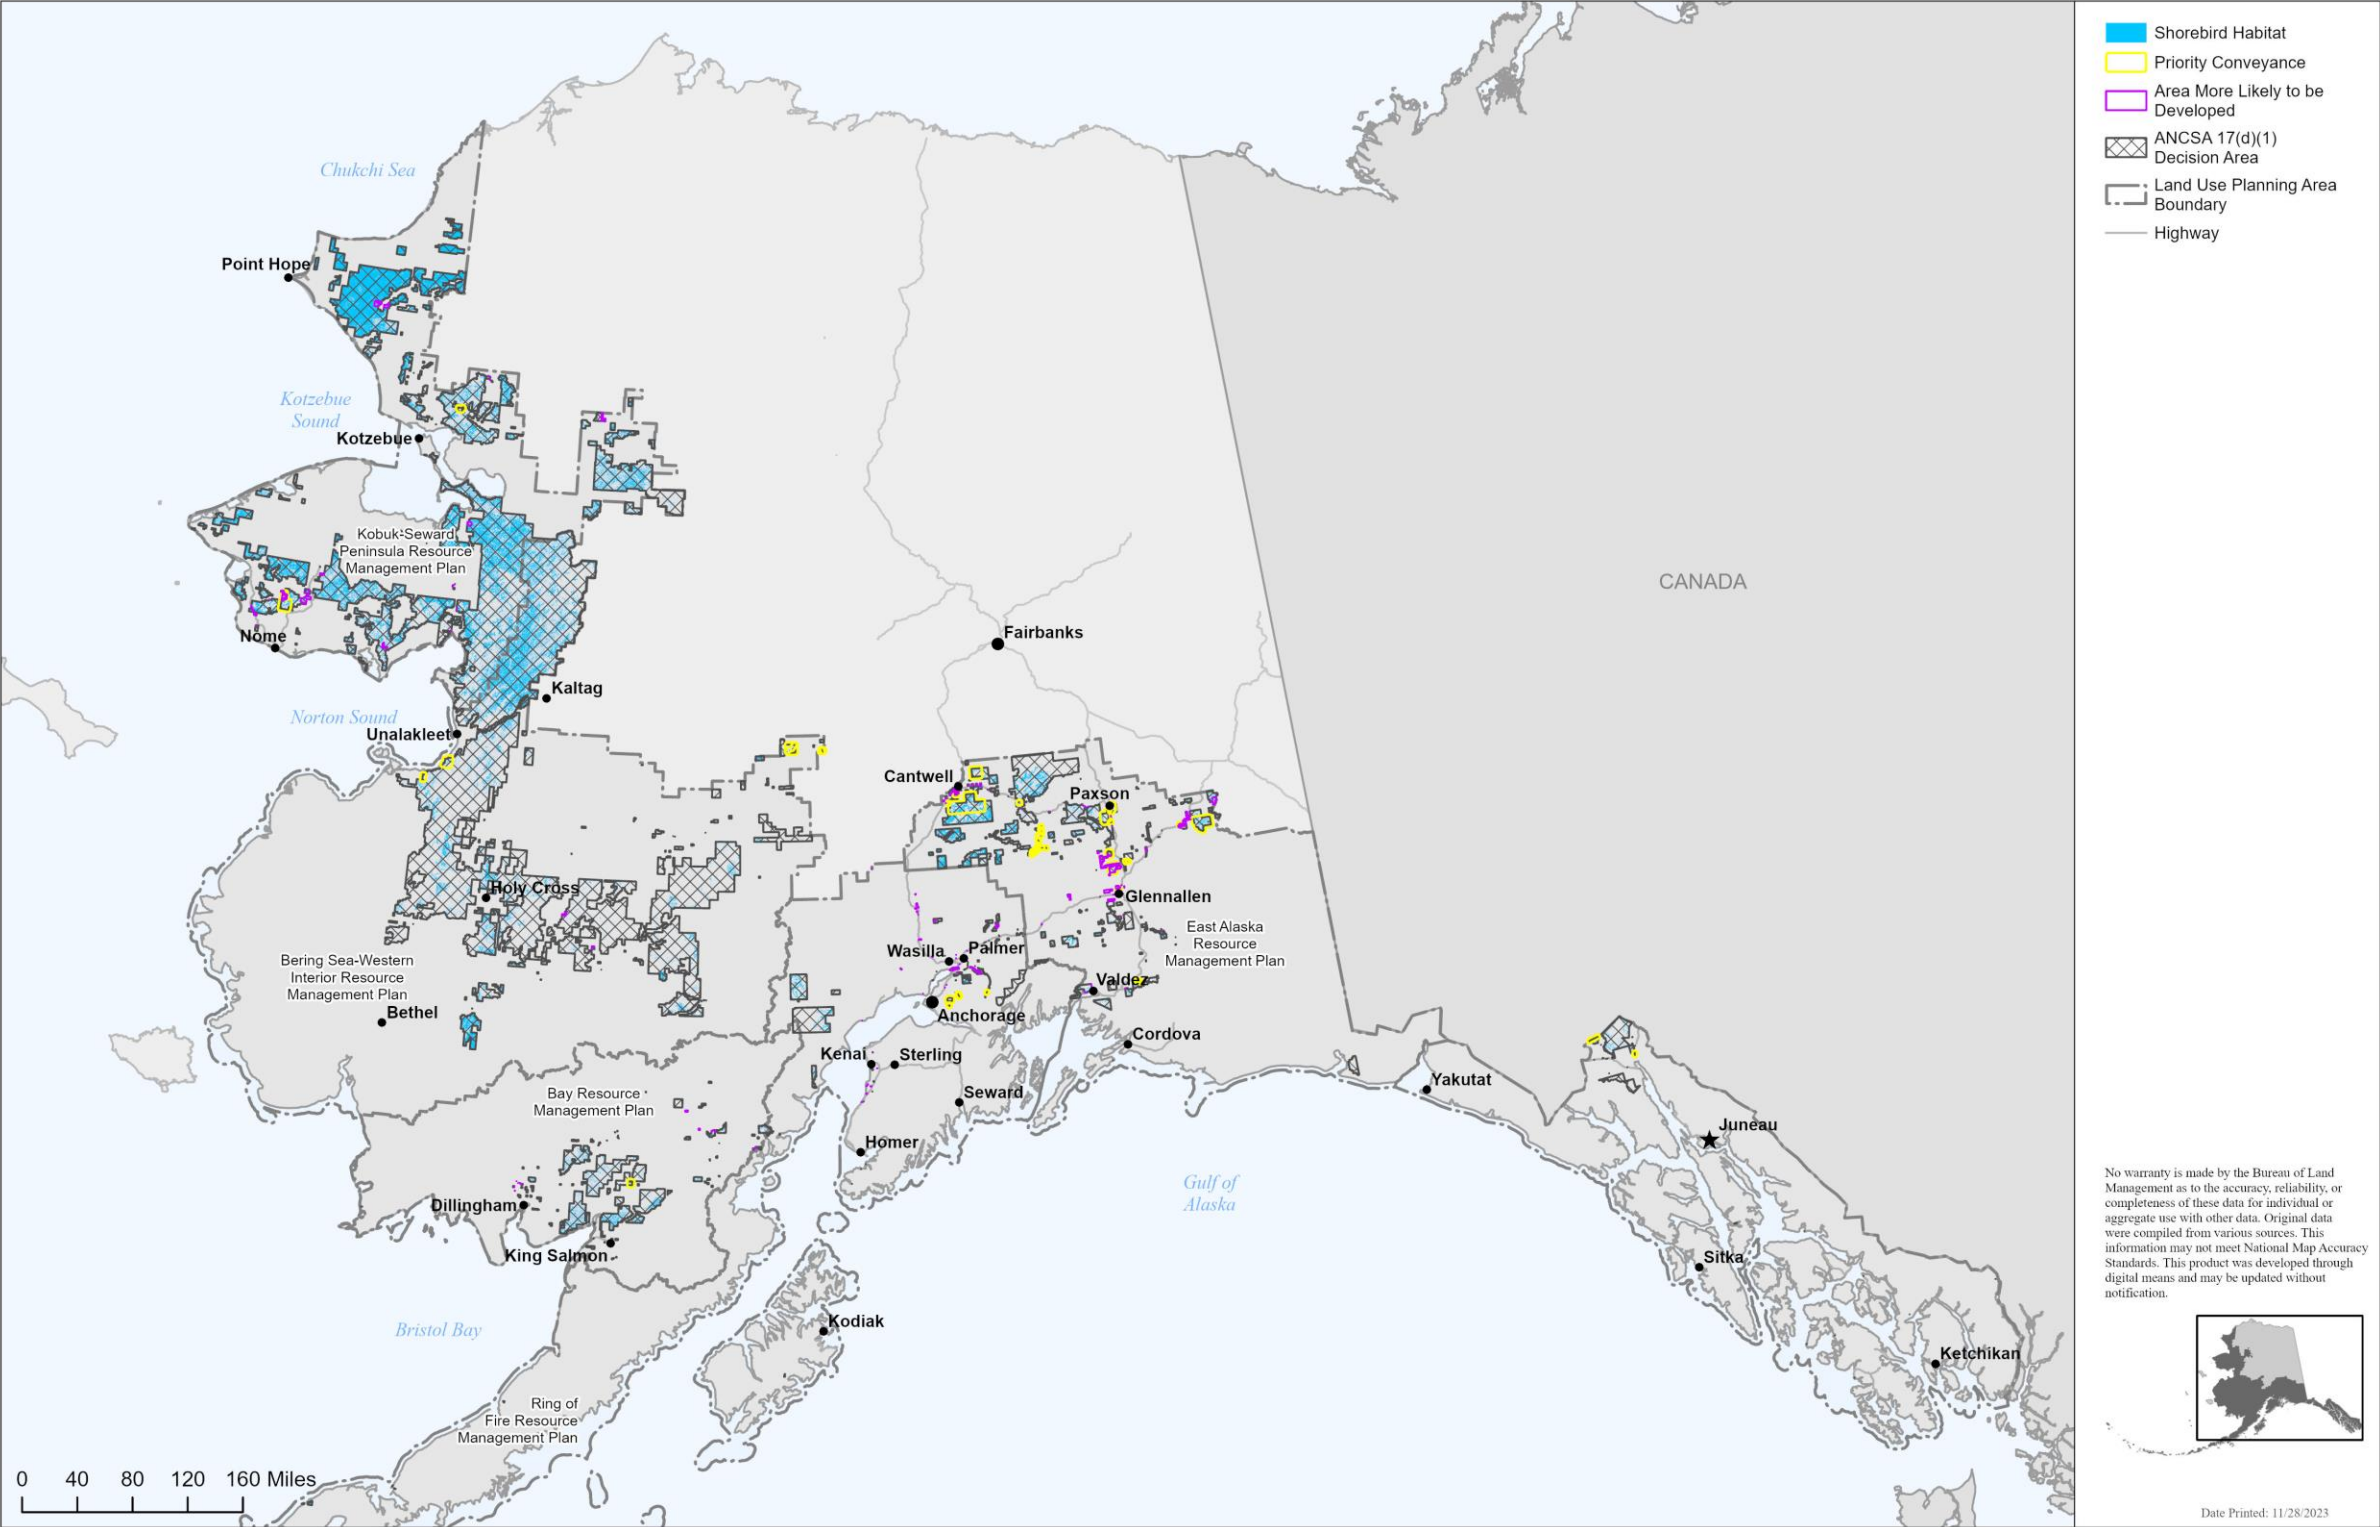 Shorebird Habitat
Priority Conveyance
Area More Likely to be
Developed
ANCSA 17(d)(1)
Decision Area
Land Use Planning Area
Boundary
Highway
Chukchi Sea
Point Hope
Kotzebue
Sound
Kotzebue
Kobuk-Seward
Peninsula Resource
Management Plan
CANADA
Nome
Fairbanks
Kaltag
Norton Sound
Unalakleet
Cantwell
Paxson
Holy Cross
Glennallen
East Alaska
Resource
Management Plan
Wasilla
Palmer
Bering Sea-Western
Interior Resource
Management Plan
Valdez
Bethel
Anchorage
Cordova
Kenai
Sterling
Yakutat
Bay Resource
Management Plan
Seward
Juneau
Homer
Gulf of
Alaska
Dillingham
King Salmon
Sitka
Bristol Bay
Kodiak
Ketchikan
Ring of
Fire Resource
Management Plan
0 40 80 120 160 Miles
No warranty is made by the Bureau of Land
Management as to the accuracy, reliability, or
completeness of these data for individual or
aggregate use with other data. Original data
were compiled from various sources. This
information may not meet National Map Accuracy
Standards. This product was developed through
digital means and may be updated without
notification.
Date Printed: 11/28/2023